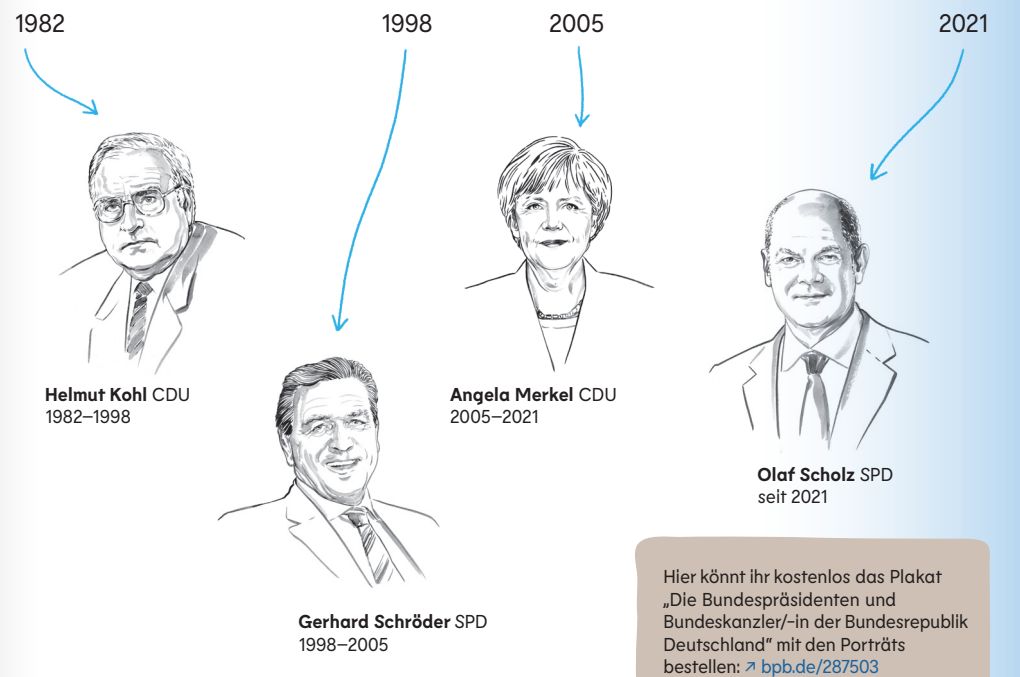 1982
1998
2005
2021
Helmut Kohl CDU
1982–1998
Gerhard Schröder SPD
1998–2005
Angela Merkel CDU
2005–2021
Olaf Scholz SPD
seit 2021
Hier könnt ihr kostenlos das Plakat
„Die Bundespräsidenten und
Bundeskanzler/-in der Bundesrepublik
Deutschland“ mit den Porträts
bestellen: ↗ bpb.de/287503